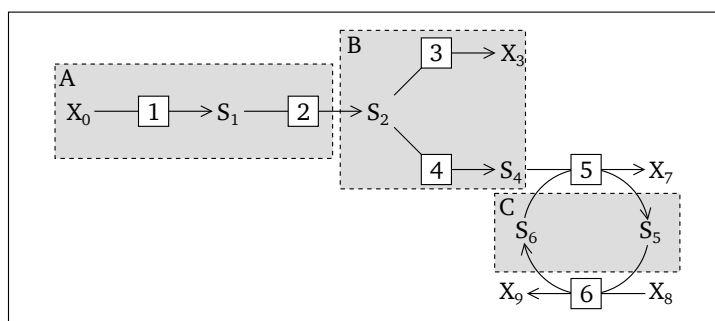 B
3 X₃
A
X₀ 1 S₁ 2 S₂
4 S₄ 5 X₇
C
S₆ S₅
X₉ 6 X₈